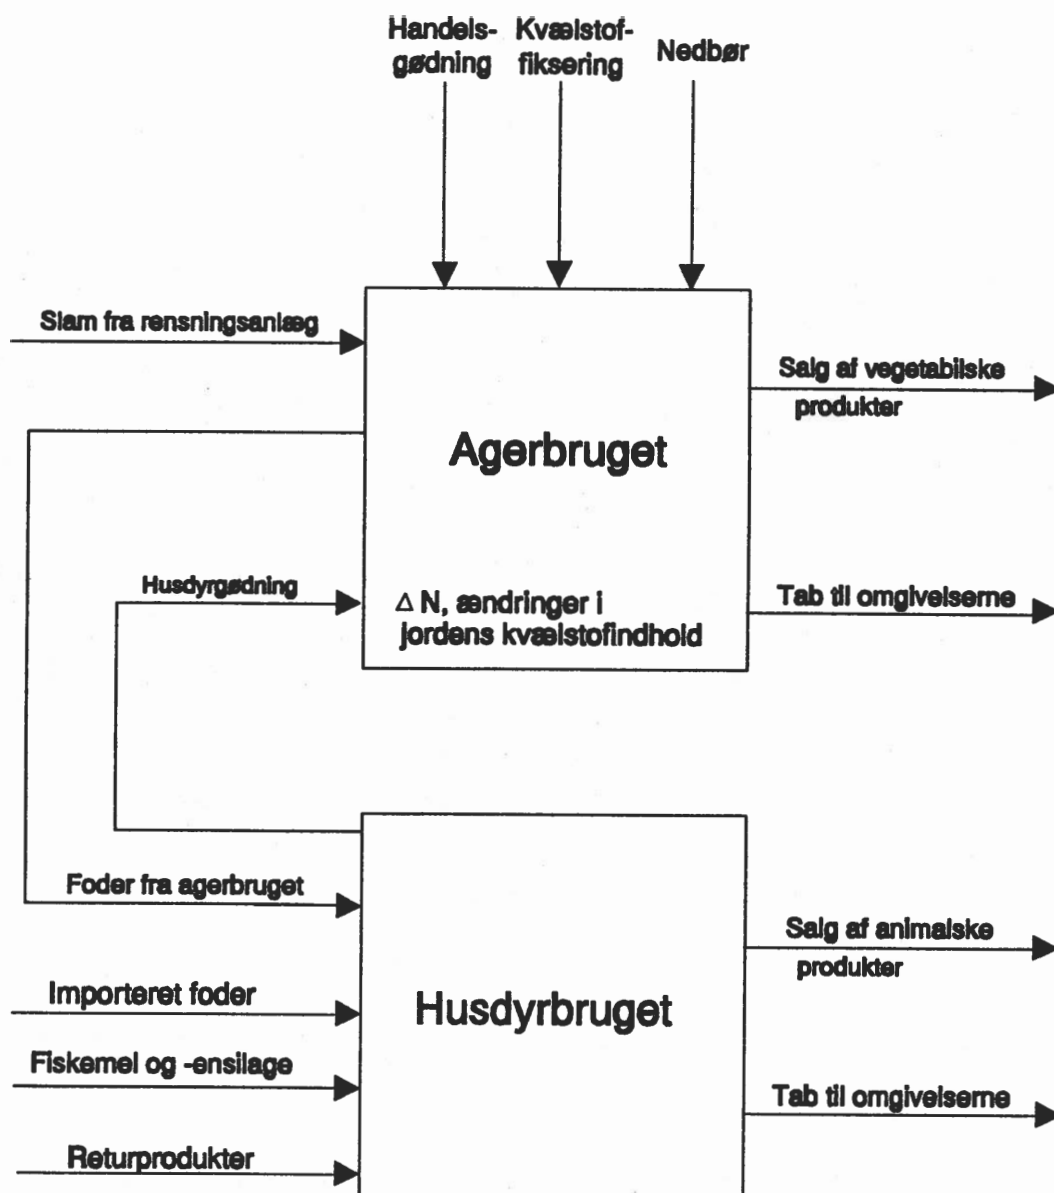 Handels-
gødning
Kvælstof-
fiksering
Nedbør
Slam fra rensningsanlæg
Salg af vegetabilske
produkter
Agerbruget
Husdyrgødning
Δ N, ændringer i
jordens kvælstofindhold
Tab til omgivelserne
Foder fra agerbruget
Salg af animalske
produkter
Importeret foder
Husdyrbruget
Fiskemel og -ensilage
Tab til omgivelserne
Returprodukter